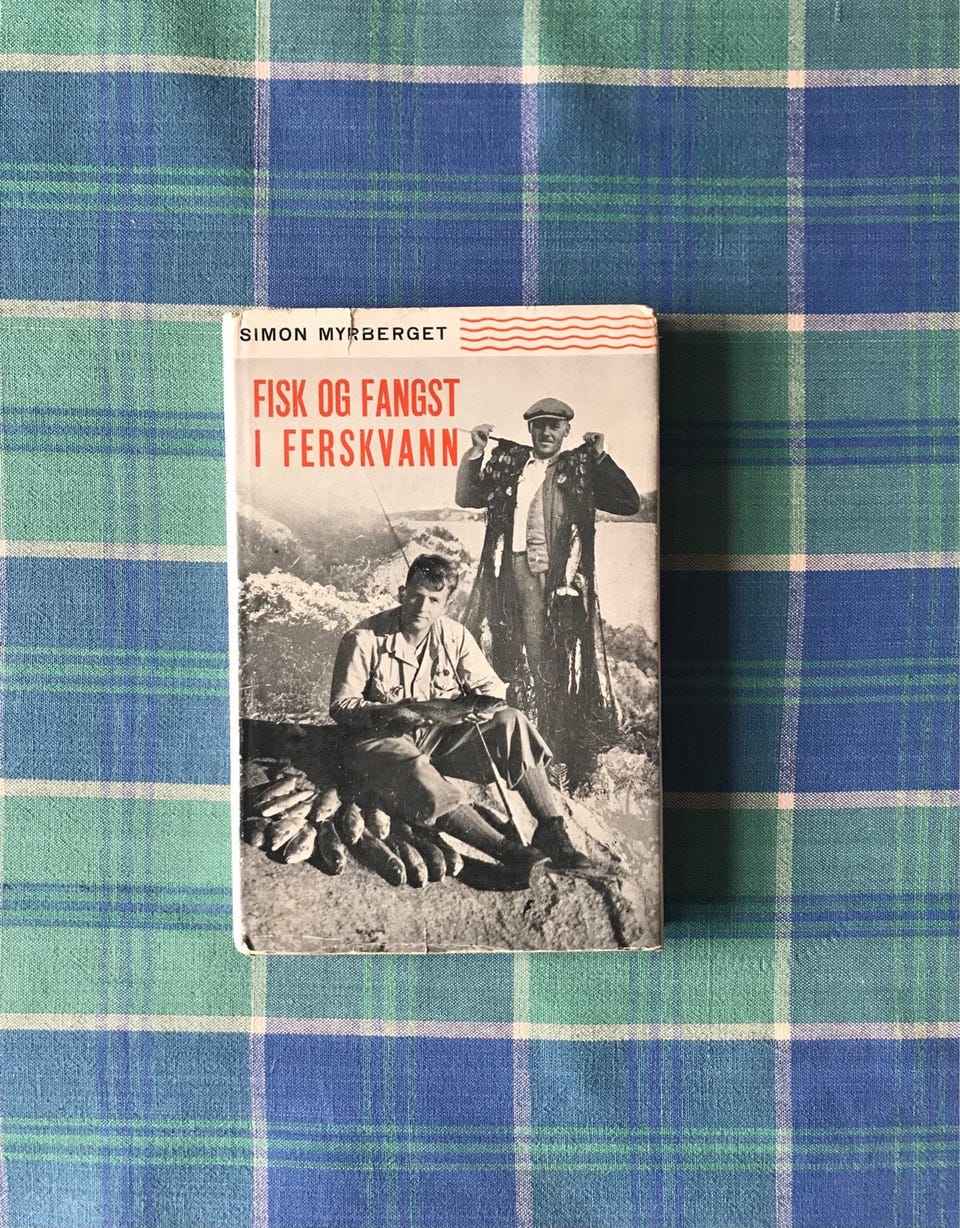 SIMON MYRBERGET
FISK OG FANGST
I FERSKVANN